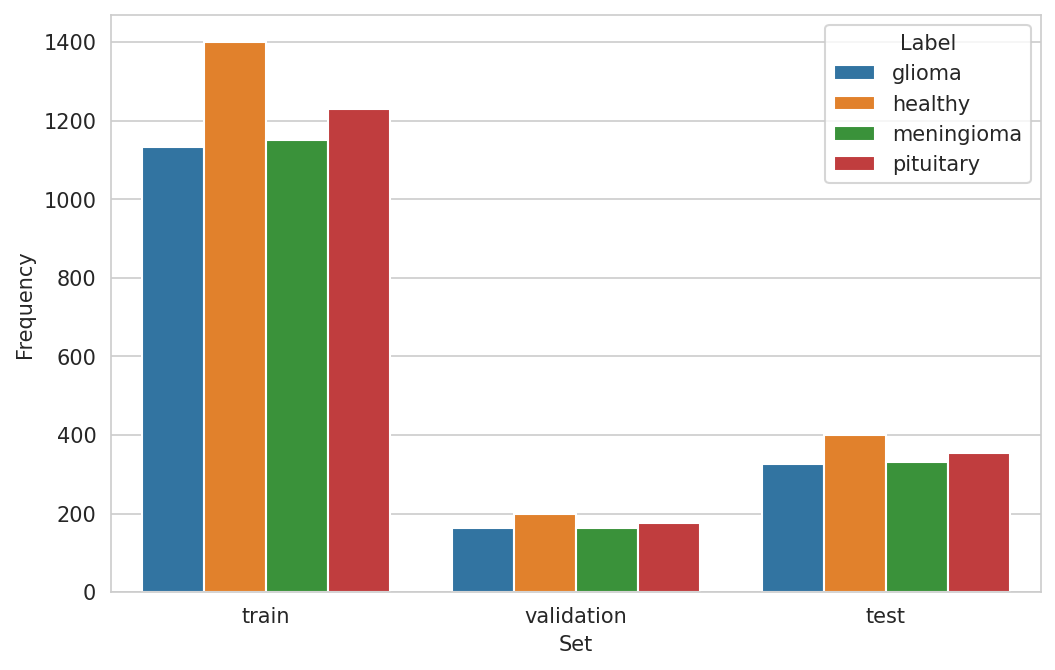 1400
1200
1000
800
600
400
200
0
Frequency
train
validation
test
Set
Label
glioma
healthy
meningioma
pituitary